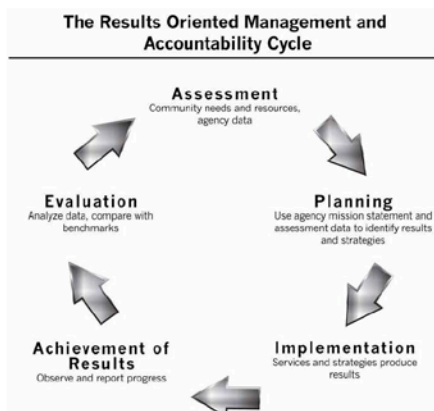 The Results Oriented Management and
Accountability Cycle
Assessment
Community needs and resources,
agency data
Planning
Use agency mission statement and
assessment data to identify results
and strategies
Implementation
Services and strategies produce
results
Achievement of
Results
Observe and report progress
Evaluation
Analyze data, compare with
benchmarks